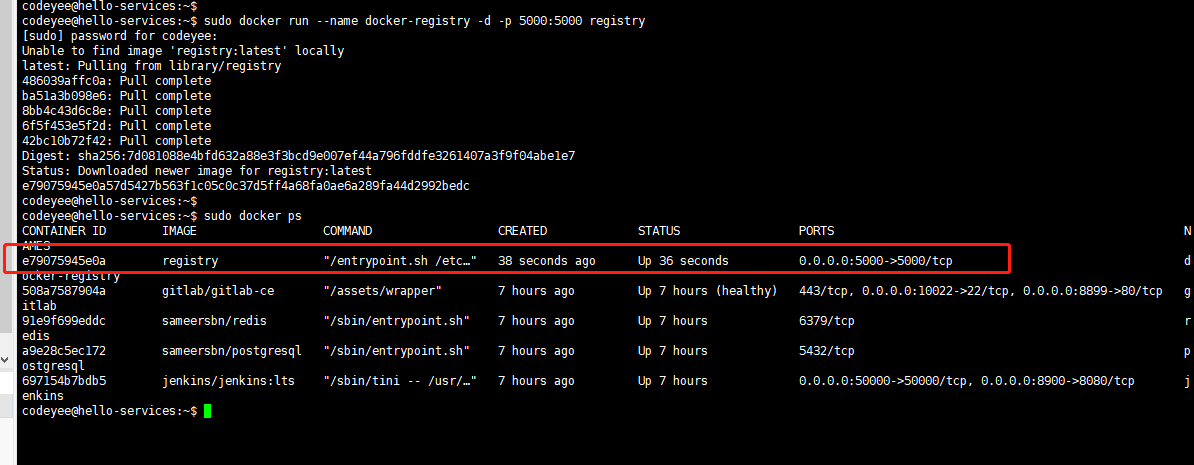 codeyee@hello-services:~$
codeyee@hello-services:~$ sudo docker run --name docker-registry -d -p 5000:5000 registry
[sudo] password for codeyee:
Unable to find image 'registry:latest' locally
latest: Pulling from library/registry
486039affc0a: Pull complete
ba51a3b098e6: Pull complete
8bb4c43d6c8e: Pull complete
6f5f453e5f2d: Pull complete
42bc10b72f42: Pull complete
Digest: sha256:7d081088e4bfd632a88e3f3bcd9e007ef44a796fddfe3261407a3f9f04abe1e7
Status: Downloaded newer image for registry:latest
e79075945e0a57d5427b563f1c05c0c37d5ff4a68fa0ae6a289fa44d2992bedc
codeyee@hello-services:~$
codeyee@hello-services:~$ sudo docker ps
CONTAINER ID IMAGE COMMAND CREATED STATUS PORTS N
AMES
e79075945e0a registry "/entrypoint.sh /etc…" 38 seconds ago Up 36 seconds 0.0.0.0:5000->5000/tcp d
ocker-registry
508a7587904a gitlab/gitlab-ce "/assets/wrapper" 7 hours ago Up 7 hours (healthy) 443/tcp, 0.0.0.0:10022->22/tcp, 0.0.0.0:8899->80/tcp g
itlab
91e9f699eddc sameersbn/redis "/sbin/entrypoint.sh" 7 hours ago Up 7 hours 6379/tcp r
edis
a9e28c5ec172 sameersbn/postgresql "/sbin/entrypoint.sh" 7 hours ago Up 7 hours 5432/tcp p
ostgresql
697154b7bdb5 jenkins/jenkins:lts "/sbin/tini -- /usr/…" 7 hours ago Up 7 hours 0.0.0.0:50000->50000/tcp, 0.0.0.0:8900->8080/tcp j
enkins
codeyee@hello-services:~$